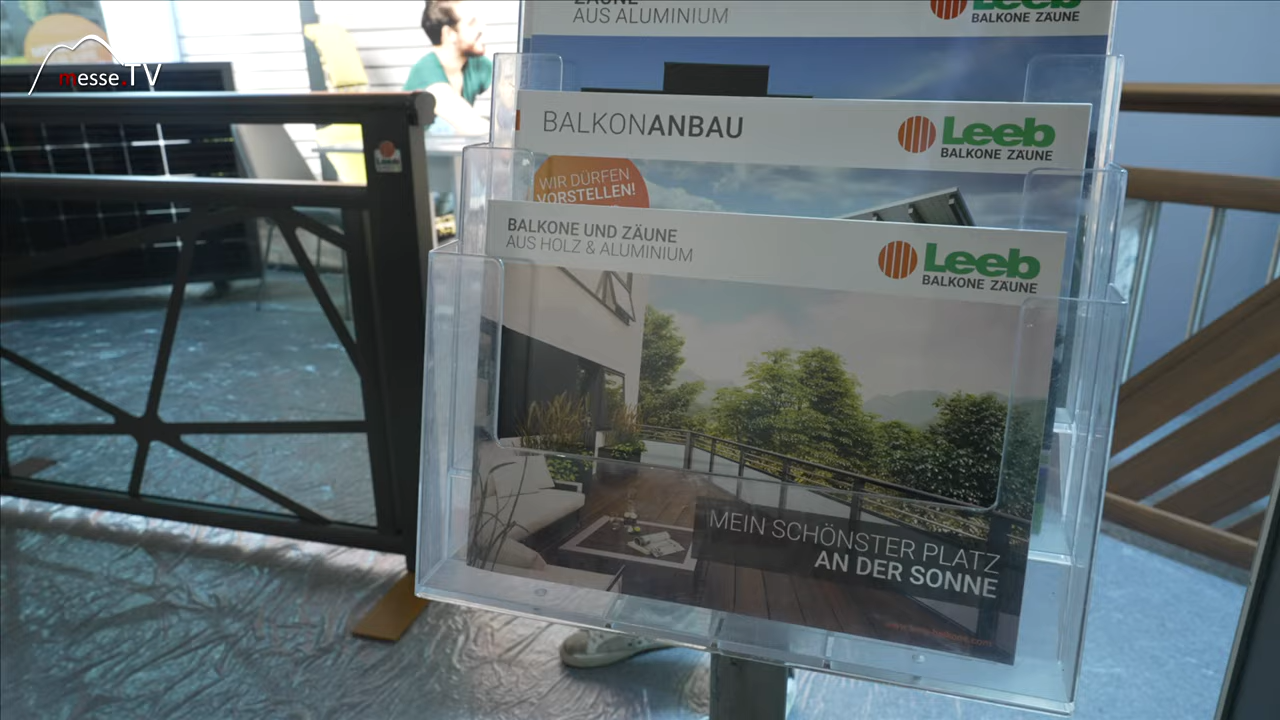 messe.TV
ZÄUNE
AUS ALUMINIUM
Leeb
BALKONE ZÄUNE
BALKONANBAU
Leeb
BALKONE ZÄUNE
WIR DÜRFEN
VORSTELLEN!
BALKONE UND ZÄUNE
AUS HOLZ & ALUMINIUM
Leeb
BALKONE ZÄUNE
MEIN SCHÖNSTER PLATZ
AN DER SONNE
Leeb